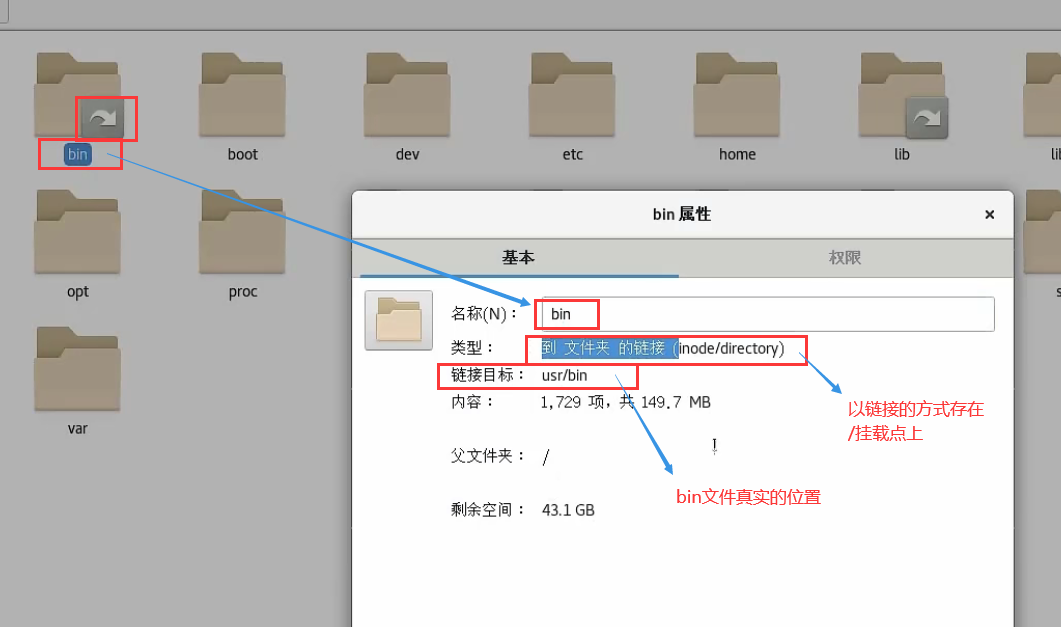 bin
boot
dev
etc
home
lib
opt
proc
var
bin 属性
基本
权限
名称(N)：
bin
类型：
到 文件夹 的链接 (inode/directory)
链接目标：
usr/bin
内容：
1,729 项，共 149.7 MB
父文件夹：
/
剩余空间：
43.1 GB
以链接的方式存在
/挂载点上
bin文件真实的位置